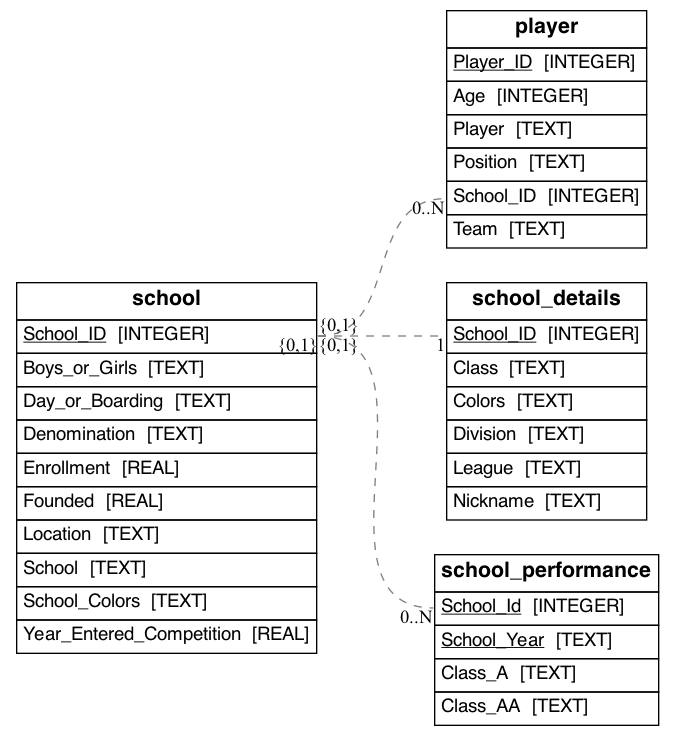 player
Player_ID [INTEGER]
Age [INTEGER]
Player [TEXT]
Position [TEXT]
School_ID [INTEGER]
Team [TEXT]
0..N
school
School_ID [INTEGER]
Boys_or_Girls [TEXT]
Day_or_Boarding [TEXT]
Denomination [TEXT]
Enrollment [REAL]
Founded [REAL]
Location [TEXT]
School [TEXT]
School_Colors [TEXT]
Year_Entered_Competition [REAL]
{0,1}
{0,1}
{0,1}
school_details
School_ID [INTEGER]
Class [TEXT]
Colors [TEXT]
Division [TEXT]
League [TEXT]
Nickname [TEXT]
1
school_performance
School_Id [INTEGER]
School_Year [TEXT]
Class_A [TEXT]
Class_AA [TEXT]
0..N